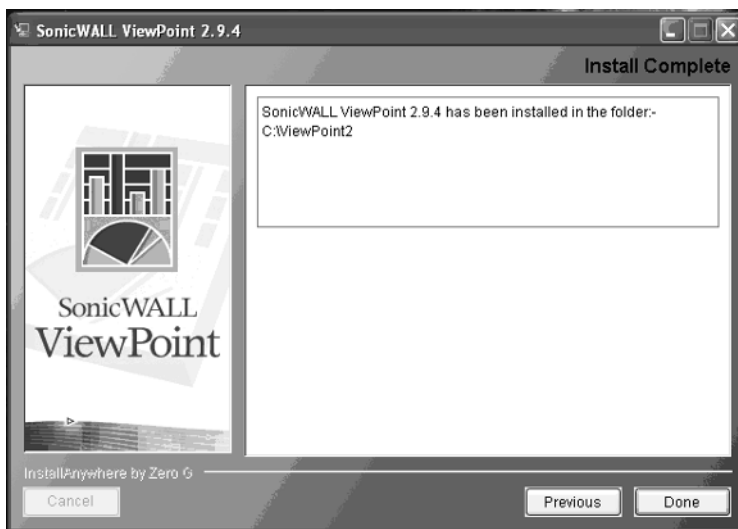 SonicWALL ViewPoint 2.9.4
Install Complete
SonicWALL ViewPoint 2.9.4 has been installed in the folder:-
C:\ViewPoint2
SonicWALL
ViewPoint
InstallAnywhere by Zero G
Cancel
Previous
Done